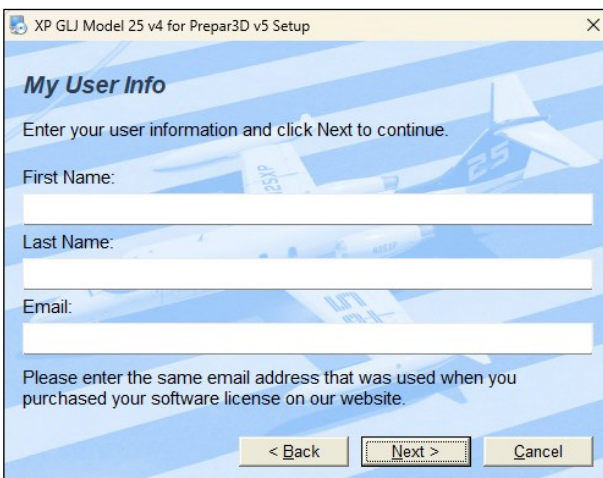 XP GLJ Model 25 v4 for Prepar3D v5 Setup
My User Info
Enter your user information and click Next to continue.
First Name:
Last Name:
Email:
Please enter the same email address that was used when you
purchased your software license on our website.
< Back
Next >
Cancel
25